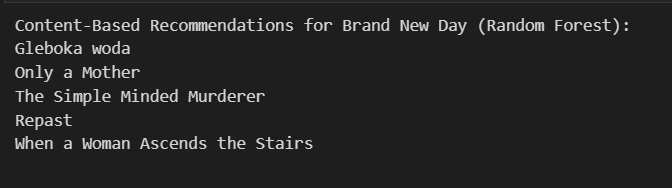 Content-Based Recommendations for Brand New Day (Random Forest):
Gleboka woda
Only a Mother
The Simple Minded Murderer
Repast
When a Woman Ascends the Stairs